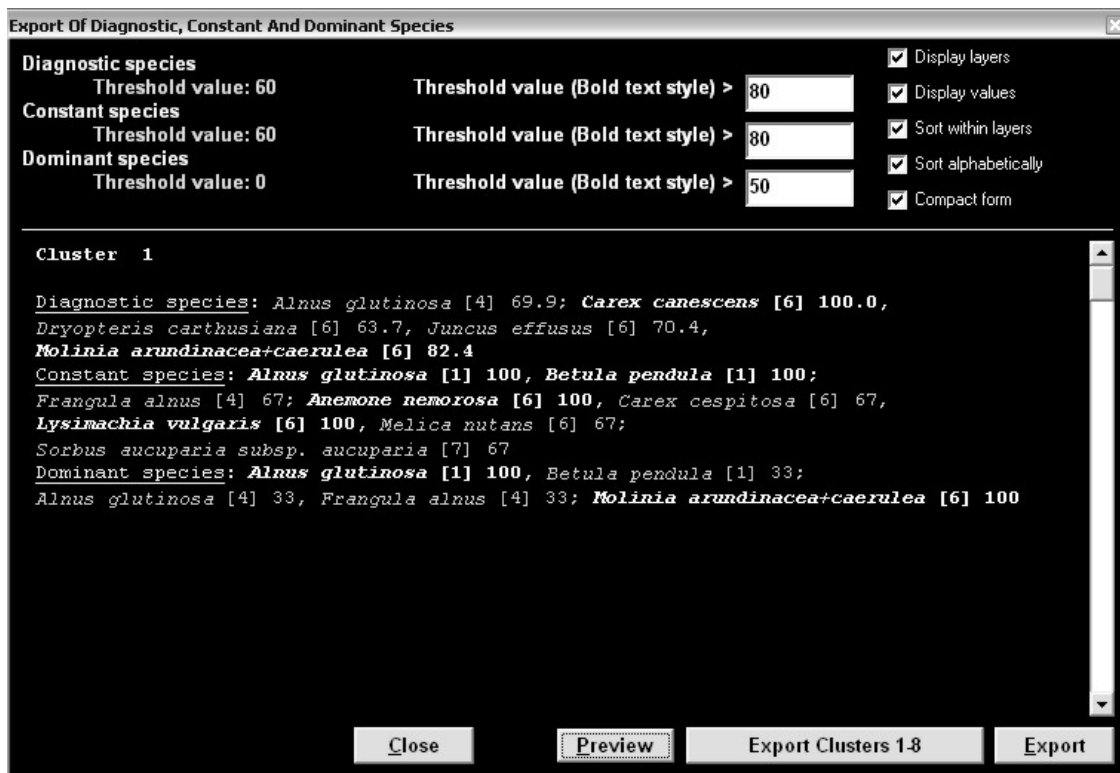 Export Of Diagnostic, Constant And Dominant Species
Diagnostic species
Threshold value: 60 Threshold value (Bold text style) > 80
Constant species
Threshold value: 60 Threshold value (Bold text style) > 80
Dominant species
Threshold value: 0 Threshold value (Bold text style) > 50
Display layers
Display values
Sort within layers
Sort alphabetically
Compact form
Cluster 1
Diagnostic species: Alnus glutinosa [4] 69.9; Carex canescens [6] 100.0,
Dryopteris carthusiana [6] 63.7, Juncus effusus [6] 70.4,
Molinia arundinacea+caerulea [6] 82.4
Constant species: Alnus glutinosa [1] 100, Betula pendula [1] 100;
Frangula alnus [4] 67; Anemone nemorosa [6] 100, Carex cespitosa [6] 67,
Lysimachia vulgaris [6] 100, Melica nutans [6] 67;
Sorbus aucuparia subsp. aucuparia [7] 67
Dominant species: Alnus glutinosa [1] 100, Betula pendula [1] 33;
Alnus glutinosa [4] 33, Frangula alnus [4] 33; Molinia arundinacea+caerulea [6] 100
Close Preview Export Clusters 1-8 Export